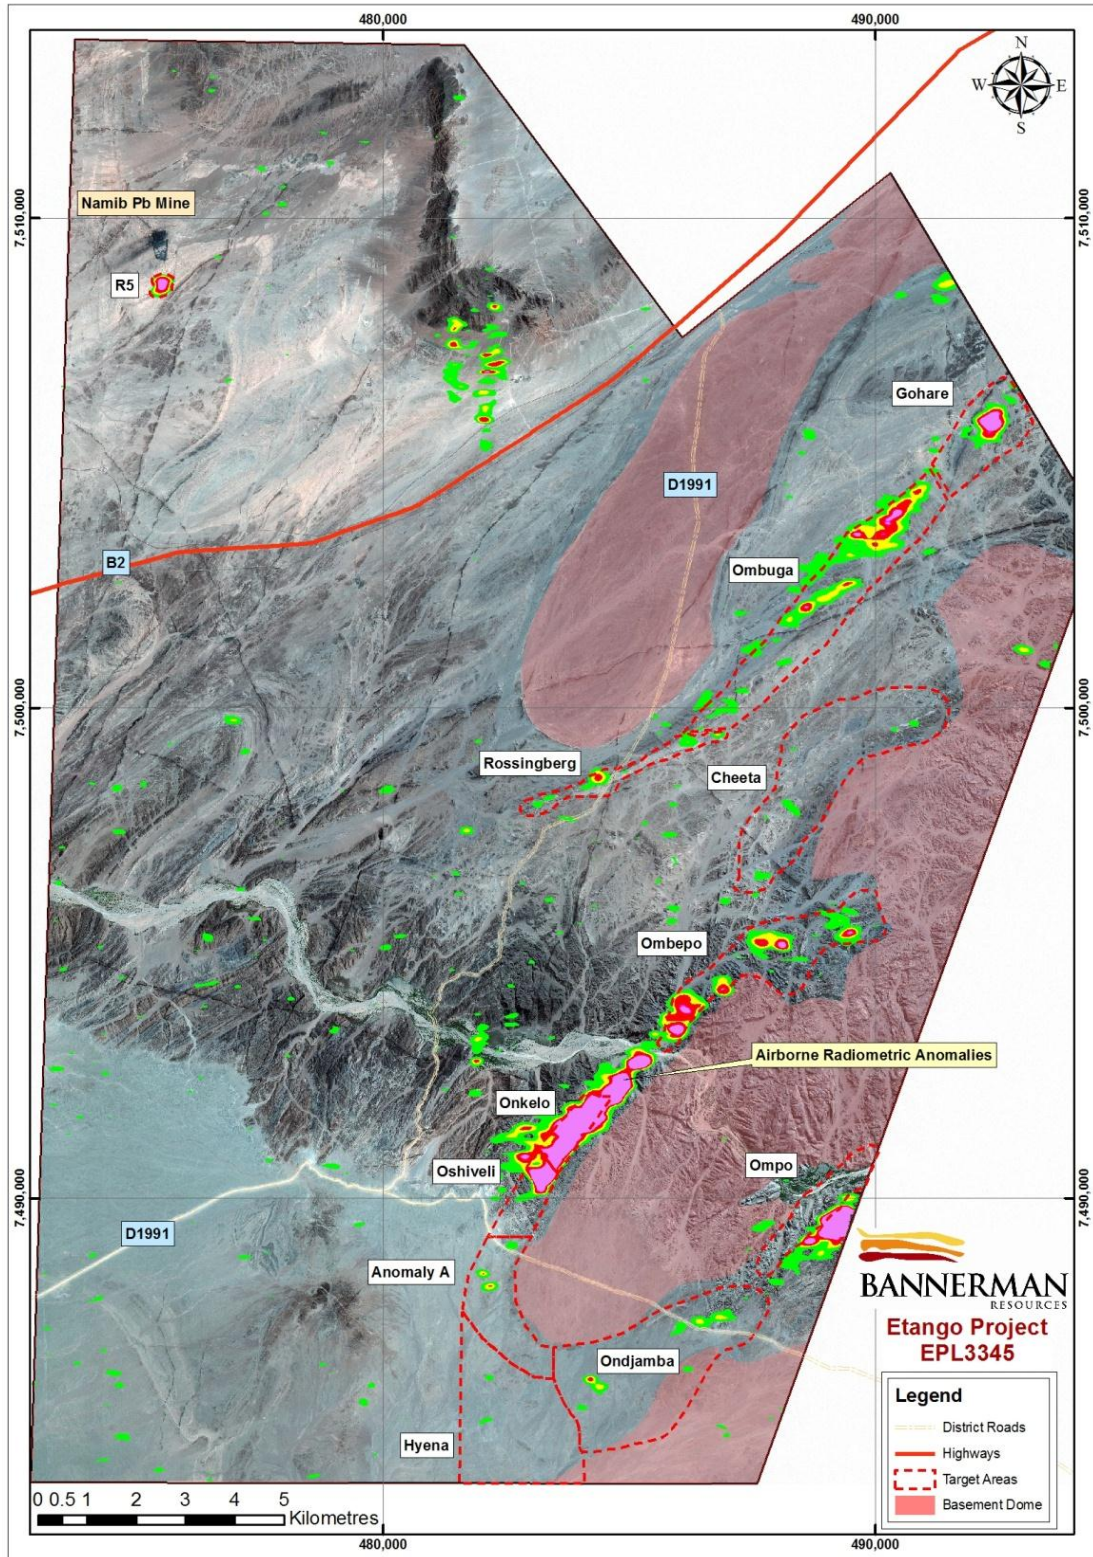 480,000
490,000
N
W
E
S
Namib Pb Mine
7,510,000
7,510,000
R5
Gohare
D1991
B2
Ombuga
7,500,000
7,500,000
Rossingberg
Cheeta
Ombepo
Airborne Radiometric Anomalies
Onkelo
Oshiveli
Ompo
7,490,000
7,490,000
D1991
BANNERMAN
RESOURCES
Anomaly A
Etango Project
EPL3345
Ondjamba
Legend
District Roads
Hyena
Highways
Target Areas
Basement Dome
0 0.5 1 2 3 4 5
Kilometres
480,000
490,000